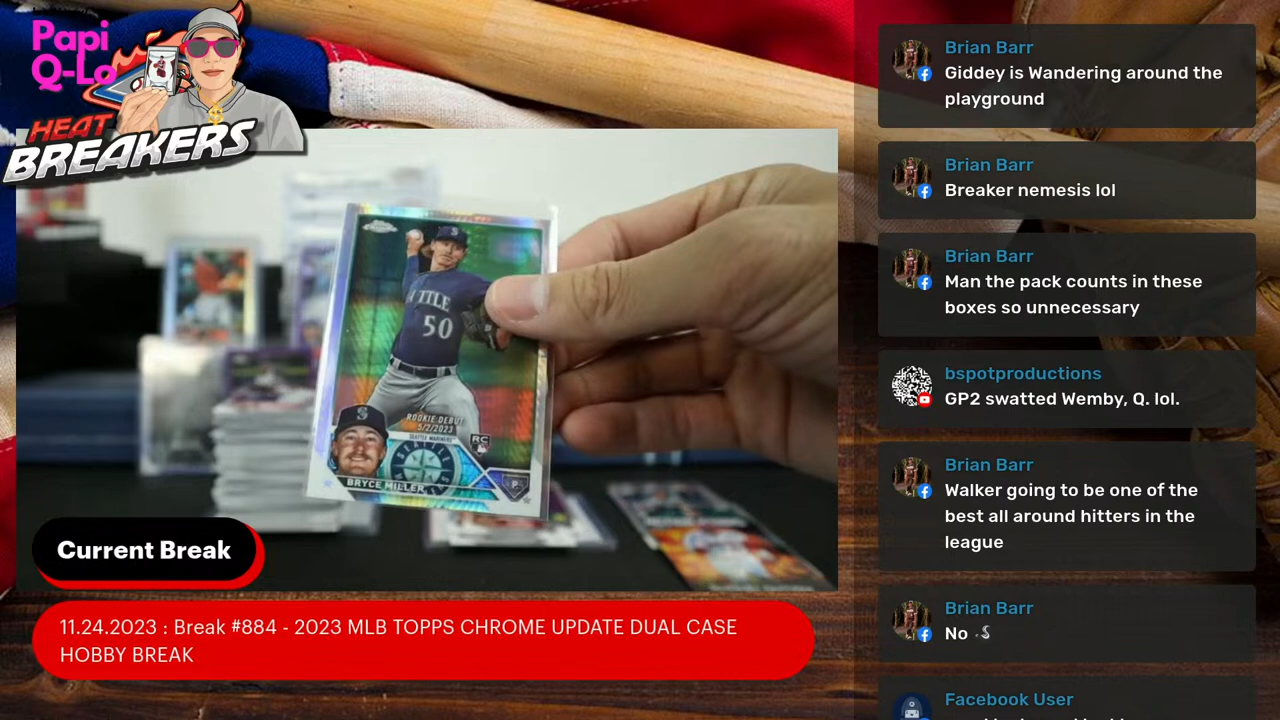 Papi
Q-Lo
HEAT
BREAKERS
TTLE
50
ROOKIE DEBUT
5/2/2023
SEATTLE MARINERS
RC
BRYCE MILLER
P
Current Break
11.24.2023 : Break #884 - 2023 MLB TOPPS CHROME UPDATE DUAL CASE
HOBBY BREAK
Brian Barr
Giddey is Wandering around the
playground
Brian Barr
Breaker nemesis lol
Brian Barr
Man the pack counts in these
boxes so unnecessary
bspotproductions
GP2 swatted Wemby, Q. lol.
Brian Barr
Walker going to be one of the
best all around hitters in the
league
Brian Barr
No
Facebook User